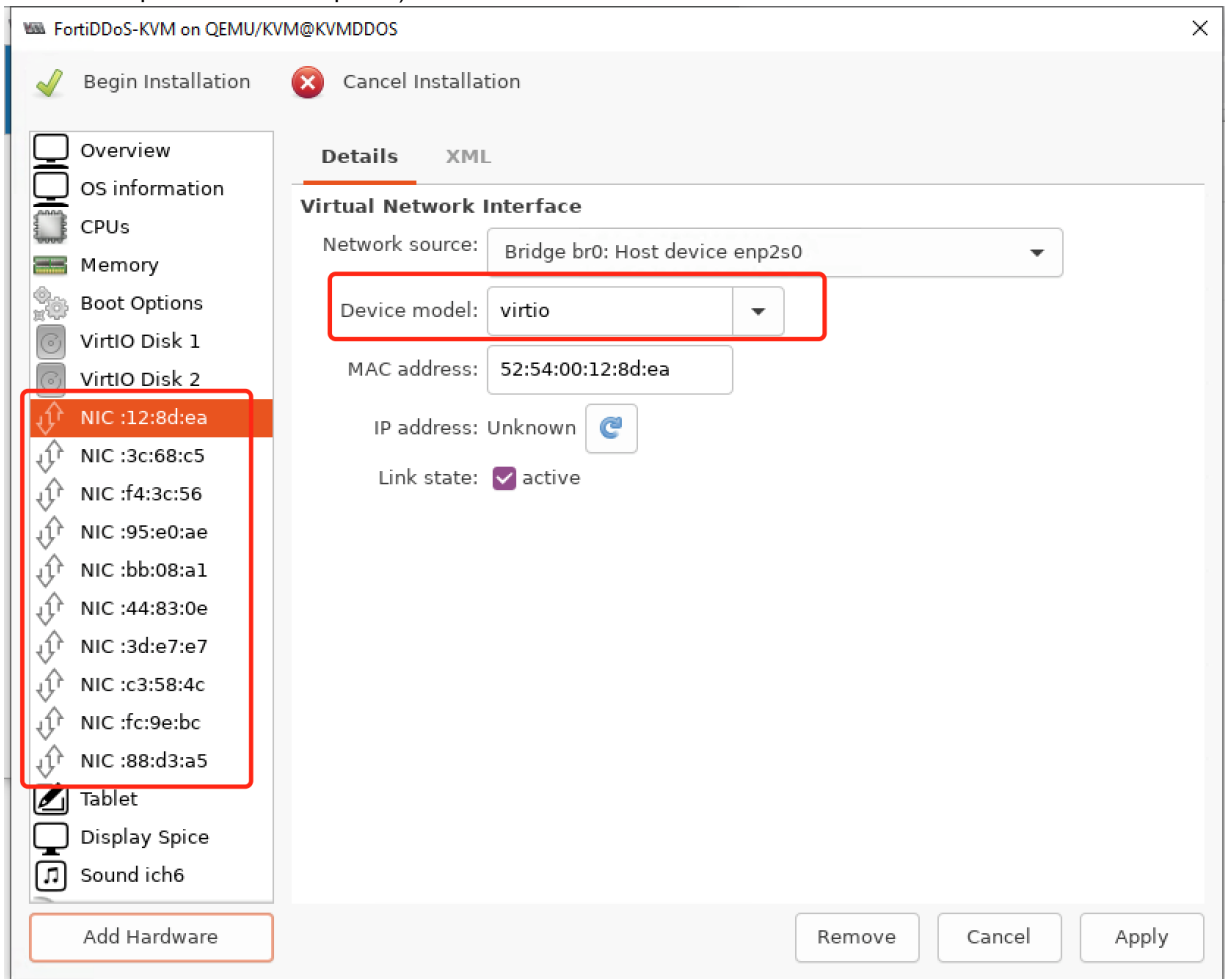 FortiDDoS-KVM on QEMU/KVM@KVMDDOS
Begin Installation
Cancel Installation
Overview
OS information
CPUs
Memory
Boot Options
VirtIO Disk 1
VirtIO Disk 2
NIC :12:8d:ea
NIC :3c:68:c5
NIC :f4:3c:56
NIC :95:e0:ae
NIC :bb:08:a1
NIC :44:83:0e
NIC :3d:e7:e7
NIC :c3:58:4c
NIC :fc:9e:bc
NIC :88:d3:a5
Tablet
Display Spice
Sound ich6
Add Hardware
Details XML
Virtual Network Interface
Network source: Bridge br0: Host device enp2s0
Device model: virtio
MAC address: 52:54:00:12:8d:ea
IP address: Unknown
Link state: active
Remove Cancel Apply